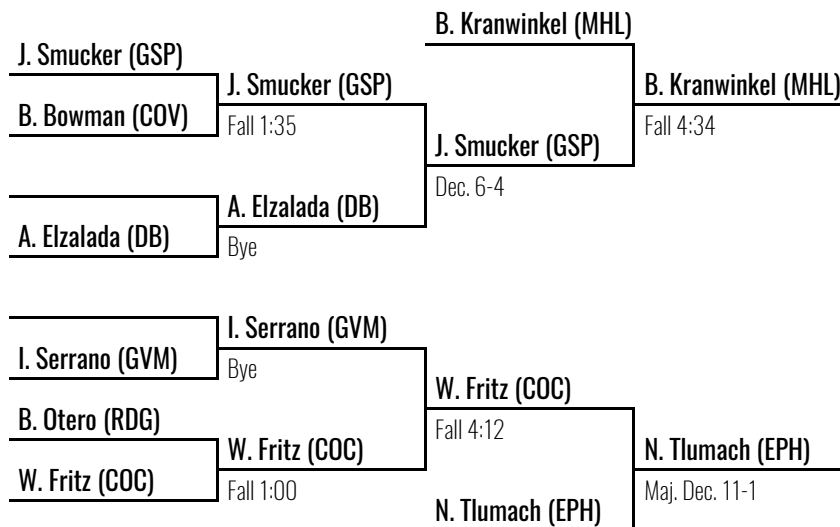 B. Kranwinkel (MHL)
J. Smucker (GSP)
J. Smucker (GSP)
B. Kranwinkel (MHL)
B. Bowman (COV)
Fall 1:35
Fall 4:34
J. Smucker (GSP)
Dec. 6-4
A. Elzalada (DB)
A. Elzalada (DB)
Bye
I. Serrano (GVM)
I. Serrano (GVM)
Bye
W. Fritz (COC)
B. Otero (RDG)
Fall 4:12
W. Fritz (COC)
N. Tlumach (EPH)
W. Fritz (COC)
Fall 1:00
Maj. Dec. 11-1
N. Tlumach (EPH)